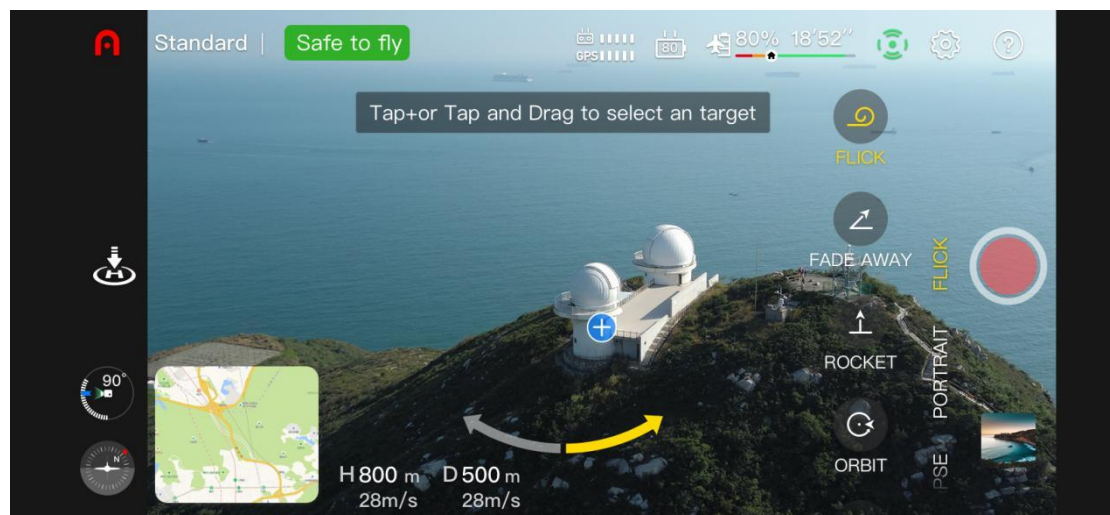 Standard
Safe to fly
GPS
80
80%
18'52''
Tap+or Tap and Drag to select an target
FLICK
FADE AWAY
ROCKET
ORBIT
FLICK
PORTRAIT
PSE
90°
N
H 800 m
28m/s
D 500 m
28m/s